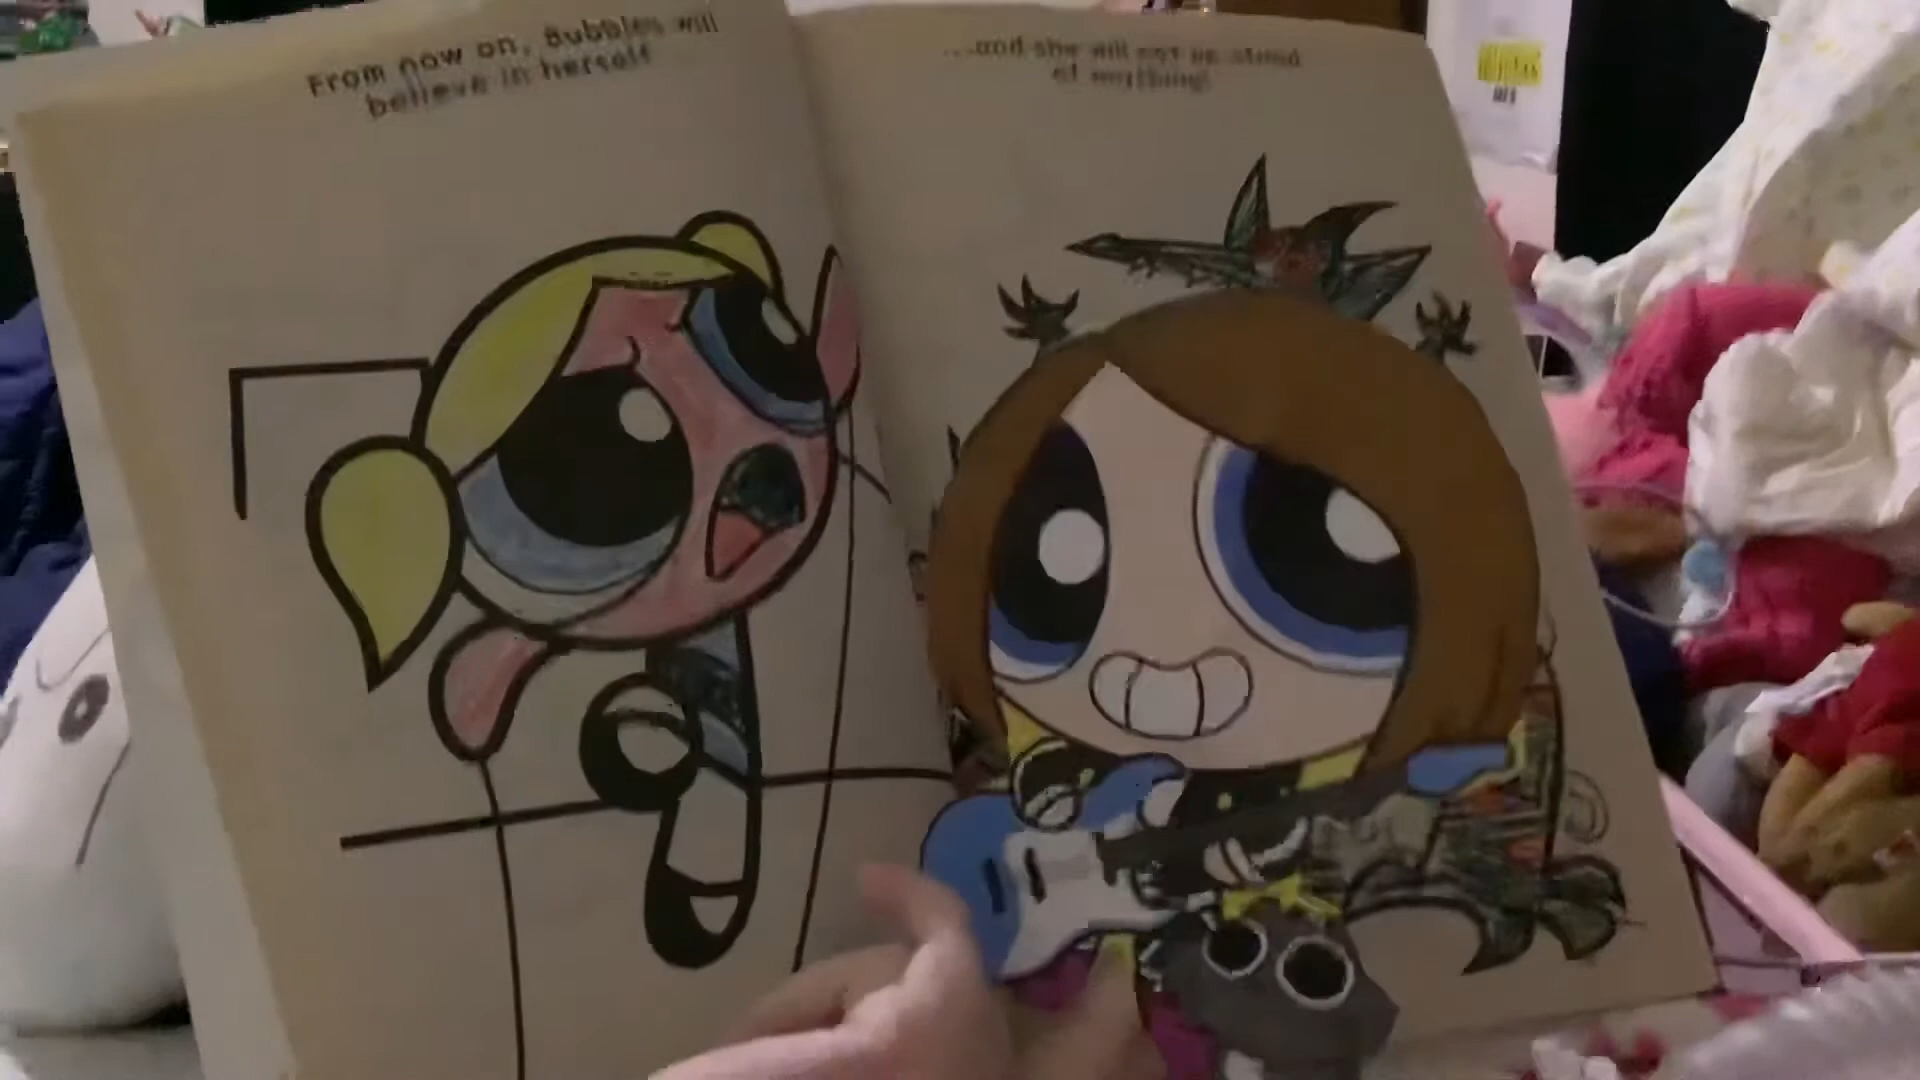 From now on, Bubbles will
believe in herself
...and she will not be afraid
of anything!